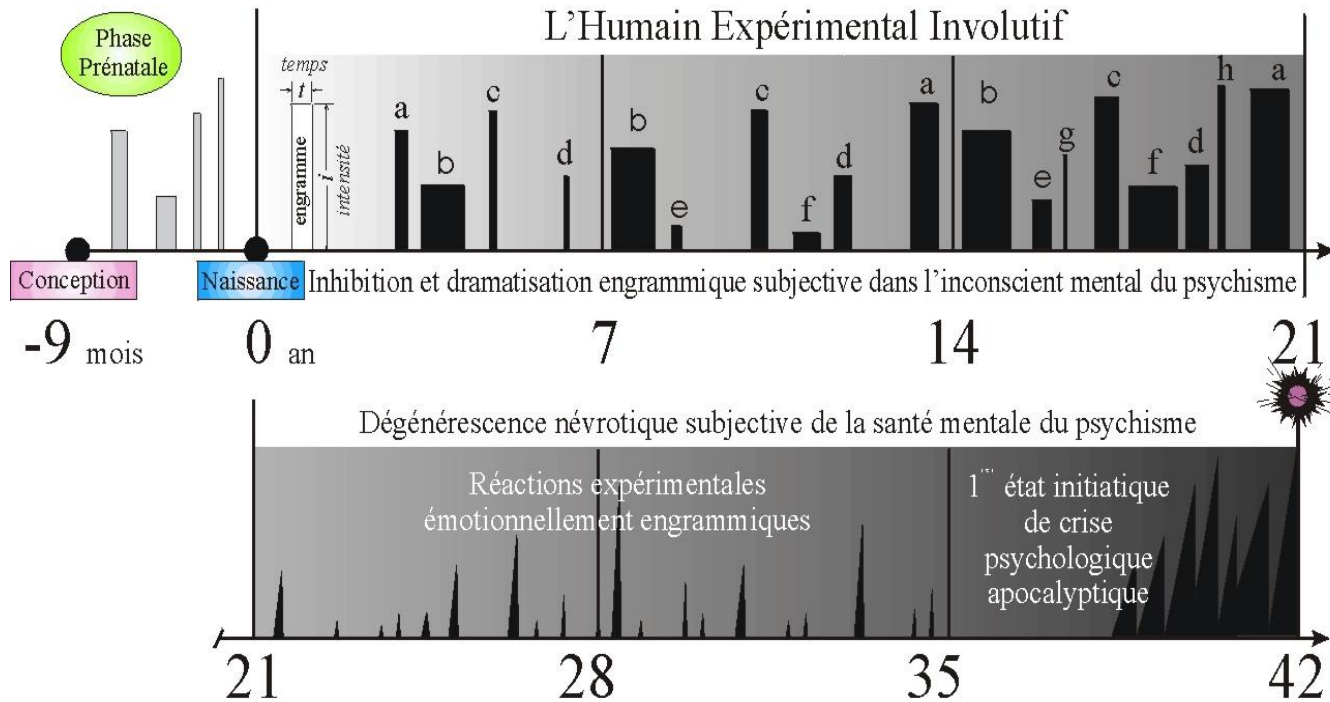 Phase
Prénatale
L'Humain Expérimental Involutif
temps
t
engramme
i
intensité
a
b
c
d
b
e
c
f
d
a
b
e
g
c
f
d
h
a
Conception
Naissance
Inhibition et dramatisation engrammique subjective dans l'inconscient mental du psychisme
-9 mois
0 an
7
14
21
Dégénérescence névrotique subjective de la santé mentale du psychisme
Réactions expérimentales
émotionnellement engrammiques
1er état initiatique
de crise
psychologique
apocalyptique
21
28
35
42